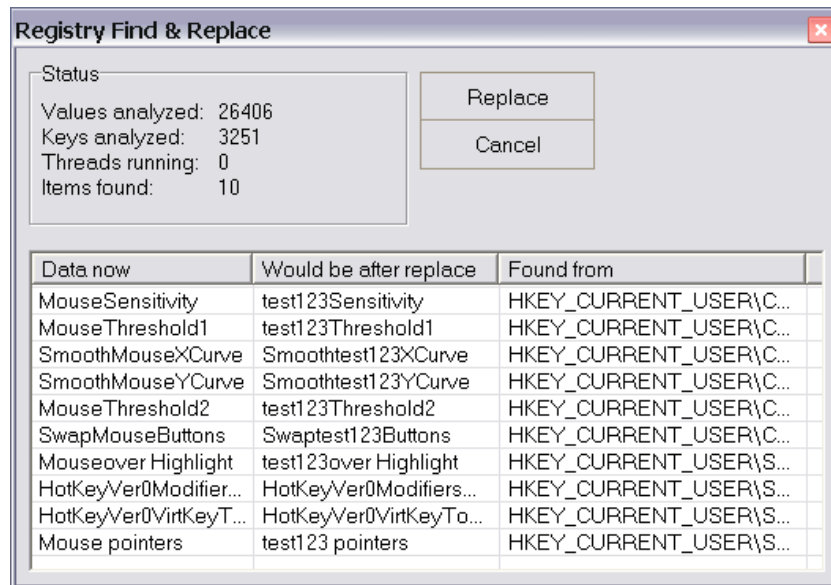 Registry Find & Replace
Status
Values analyzed: 26406
Keys analyzed: 3251
Threads running: 0
Items found: 10
Replace
Cancel
Data now Would be after replace Found from
MouseSensitivity test123Sensitivity HKEY_CURRENT_USER\C...
MouseThreshold1 test123Threshold1 HKEY_CURRENT_USER\C...
SmoothMouseXCurve Smoothtest123XCurve HKEY_CURRENT_USER\C...
SmoothMouseYCurve Smoothtest123YCurve HKEY_CURRENT_USER\C...
MouseThreshold2 test123Threshold2 HKEY_CURRENT_USER\C...
SwapMouseButtons Swaptest123Buttons HKEY_CURRENT_USER\C...
Mouseover Highlight test123over Highlight HKEY_CURRENT_USER\S...
HotKeyVer0Modifier... HotKeyVer0Modifiers... HKEY_CURRENT_USER\S...
HotKeyVer0VirtKeyT... HotKeyVer0VirtKeyTo... HKEY_CURRENT_USER\S...
Mouse pointers test123 pointers HKEY_CURRENT_USER\S...